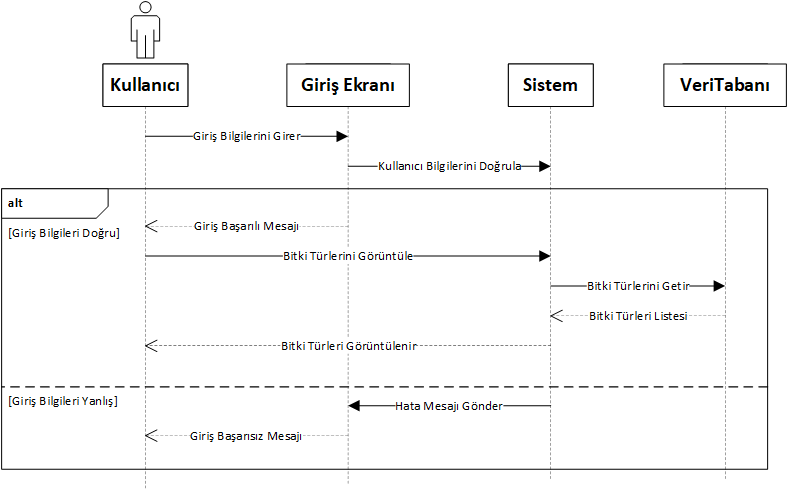 Kullanıcı
Giriş Ekranı
Sistem
VeriTabanı
Giriş Bilgilerini Girer
Kullanıcı Bilgilerini Doğrula
alt
Giriş Başarılı Mesajı
[Giriş Bilgileri Doğru]
Bitki Türlerini Görüntüle
Bitki Türlerini Getir
Bitki Türleri Listesi
Bitki Türleri Görüntülenir
[Giriş Bilgileri Yanlış]
Hata Mesajı Gönder
Giriş Başarısız Mesajı